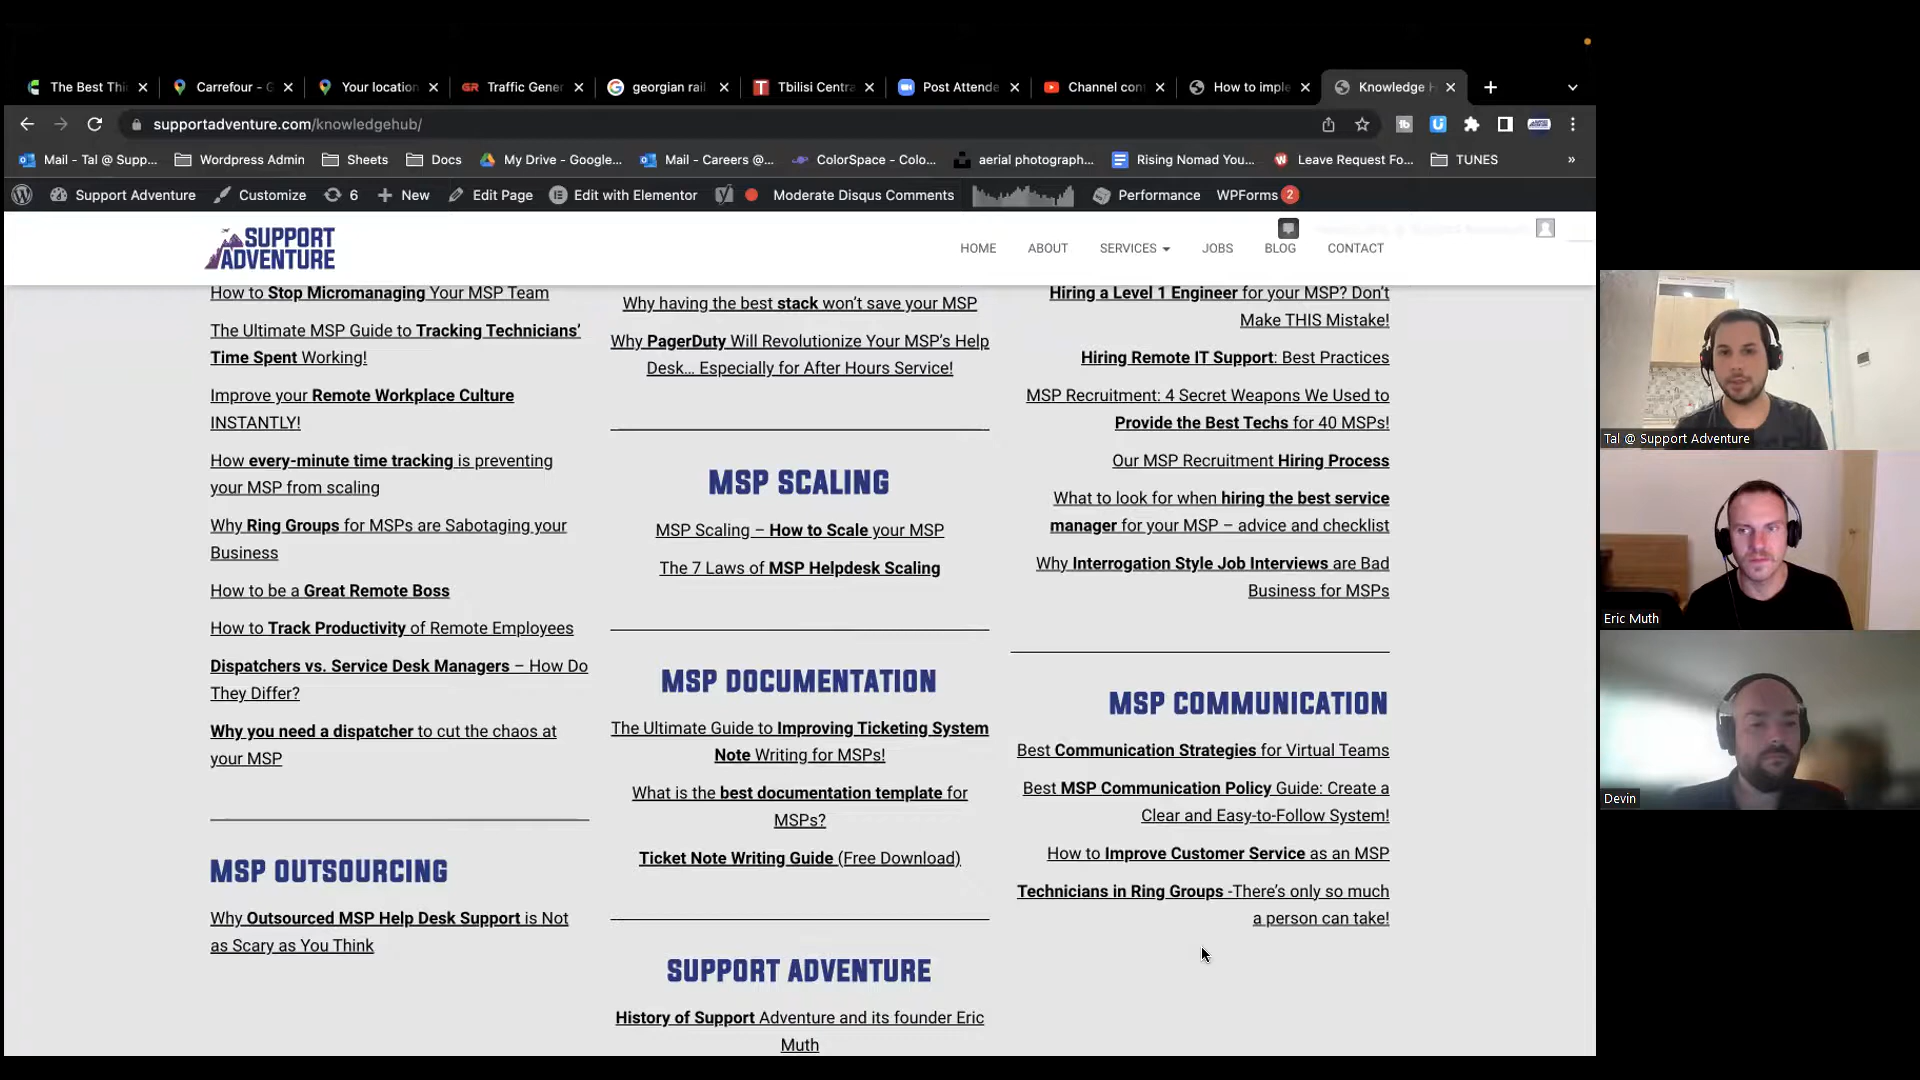 The Best Thi
Carrefour - G
Your location
Traffic Gener
georgian rail
Tbilisi Centra
Post Attende
Channel con
How to imple
Knowledge H
supportadventure.com/knowledgehub/
Mail - Tal @ Supp...
Wordpress Admin
Sheets
Docs
My Drive - Google...
Mail - Careers @...
ColorSpace - Colo...
aerial photograph...
Rising Nomad You...
Leave Request Fo...
TUNES
»
Support Adventure
Customize
6
New
Edit Page
Edit with Elementor
Moderate Disqus Comments
Performance
WPForms 2
SUPPORT
ADVENTURE
HOME
ABOUT
SERVICES
JOBS
BLOG
CONTACT
How to Stop Micromanaging Your MSP Team
The Ultimate MSP Guide to Tracking Technicians’
Time Spent Working!
Improve your Remote Workplace Culture
INSTANTLY!
How every-minute time tracking is preventing
your MSP from scaling
Why Ring Groups for MSPs are Sabotaging your
Business
How to be a Great Remote Boss
How to Track Productivity of Remote Employees
Dispatchers vs. Service Desk Managers – How Do
They Differ?
Why you need a dispatcher to cut the chaos at
your MSP
MSP OUTSOURCING
Why Outsourced MSP Help Desk Support is Not
as Scary as You Think
Why having the best stack won’t save your MSP
Why PagerDuty Will Revolutionize Your MSP’s Help
Desk… Especially for After Hours Service!
MSP SCALING
MSP Scaling – How to Scale your MSP
The 7 Laws of MSP Helpdesk Scaling
MSP DOCUMENTATION
The Ultimate Guide to Improving Ticketing System
Note Writing for MSPs!
What is the best documentation template for
MSPs?
Ticket Note Writing Guide (Free Download)
SUPPORT ADVENTURE
History of Support Adventure and its founder Eric
Muth
Hiring a Level 1 Engineer for your MSP? Don’t
Make THIS Mistake!
Hiring Remote IT Support: Best Practices
MSP Recruitment: 4 Secret Weapons We Used to
Provide the Best Techs for 40 MSPs!
Our MSP Recruitment Hiring Process
What to look for when hiring the best service
manager for your MSP – advice and checklist
Why Interrogation Style Job Interviews are Bad
Business for MSPs
MSP COMMUNICATION
Best Communication Strategies for Virtual Teams
Best MSP Communication Policy Guide: Create a
Clear and Easy-to-Follow System!
How to Improve Customer Service as an MSP
Technicians in Ring Groups -There’s only so much
a person can take!
Tal @ Support Adventure
Eric Muth
Devin